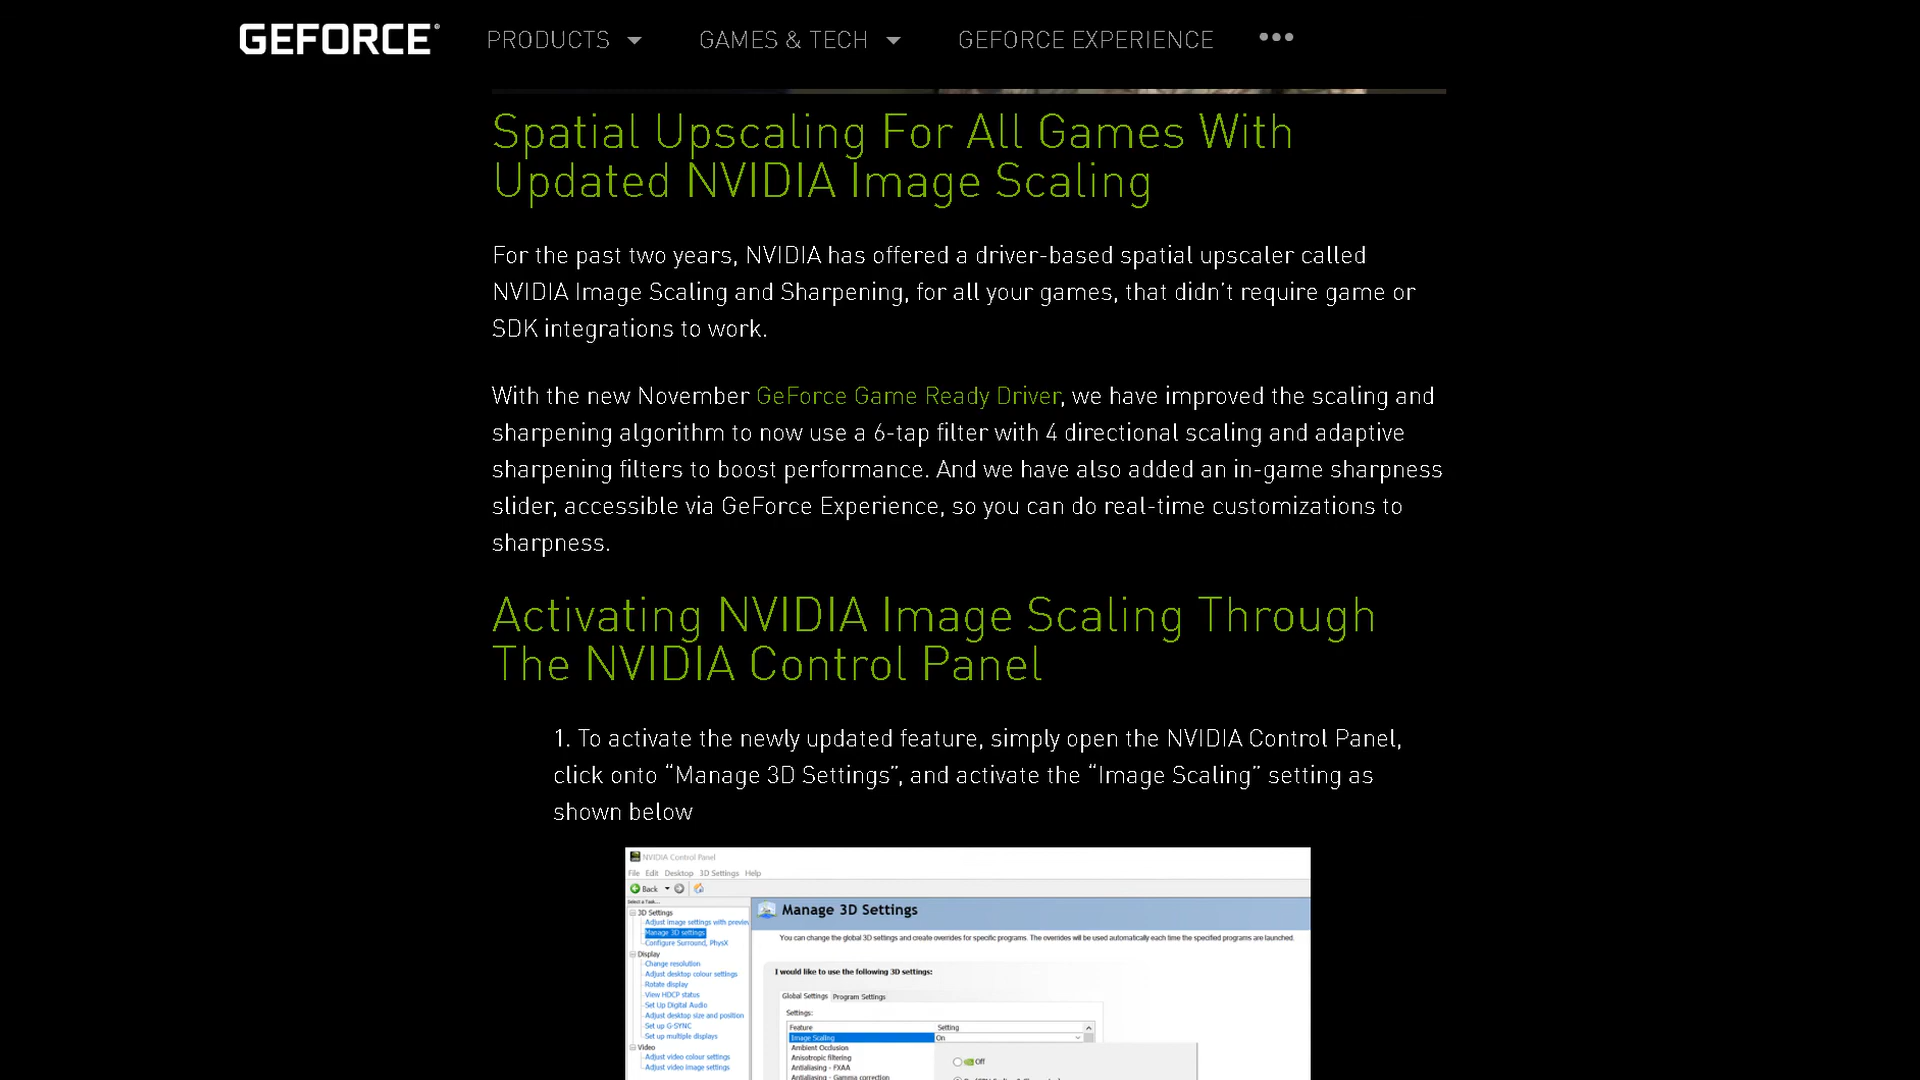 GEFORCE
PRODUCTS
GAMES & TECH
GEFORCE EXPERIENCE
Spatial Upscaling For All Games With
Updated NVIDIA Image Scaling
For the past two years, NVIDIA has offered a driver-based spatial upscaler called
NVIDIA Image Scaling and Sharpening, for all your games, that didn't require game or
SDK integrations to work.
With the new November GeForce Game Ready Driver, we have improved the scaling and
sharpening algorithm to now use a 6-tap filter with 4 directional scaling and adaptive
sharpening filters to boost performance. And we have also added an in-game sharpness
slider, accessible via GeForce Experience, so you can do real-time customizations to
sharpness.
Activating NVIDIA Image Scaling Through
The NVIDIA Control Panel
1. To activate the newly updated feature, simply open the NVIDIA Control Panel,
click onto “Manage 3D Settings”, and activate the “Image Scaling” setting as
shown below
NVIDIA Control Panel
File Edit Desktop 3D Settings Help
Back
Select a Task...
3D Settings
Adjust image settings with preview
Manage 3D settings
Configure Surround, PhysX
Display
Change resolution
Adjust desktop colour settings
Rotate display
View HDCP status
Set Up Digital Audio
Adjust desktop size and position
Set up G-SYNC
Set up multiple displays
Video
Adjust video colour settings
Adjust video image settings
Manage 3D Settings
You can change the global 3D settings and create overrides for specific programs. The overrides will be used automatically each time the specified programs are launched.
I would like to use the following 3D settings:
Global Settings Program Settings
Settings:
Feature Setting
Image Scaling On
Ambient Occlusion
Anisotropic filtering
Antialiasing - FXAA
Antialiasing - Gamma correction
Off